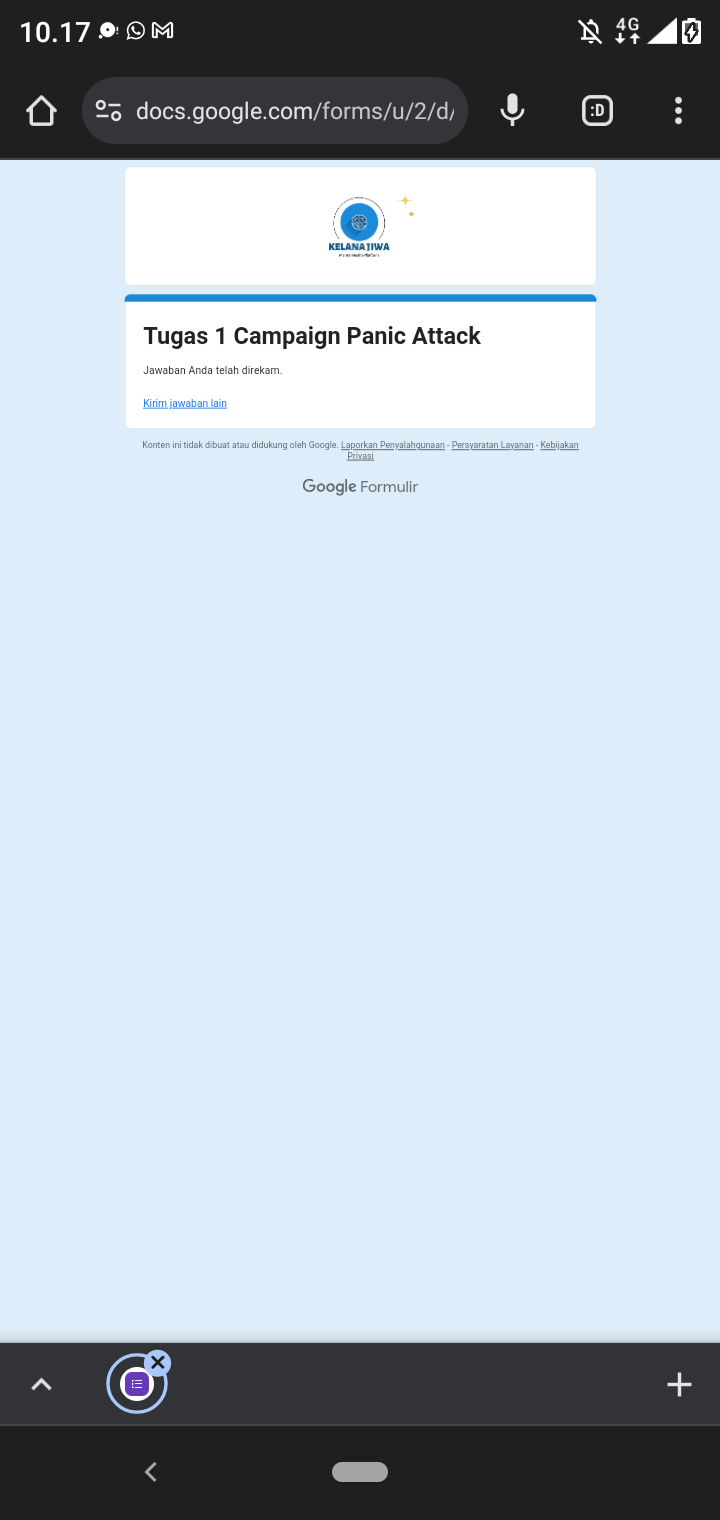 10.17
4G
docs.google.com/forms/u/2/d/
:D
KELANA JIWA
Tugas 1 Campaign Panic Attack
Jawaban Anda telah direkam.
Kirim jawaban lain
Konten ini tidak dibuat atau didukung oleh Google. Laporkan Penyalahgunaan - Persyaratan Layanan - Kebijakan
Privasi
Google Formulir